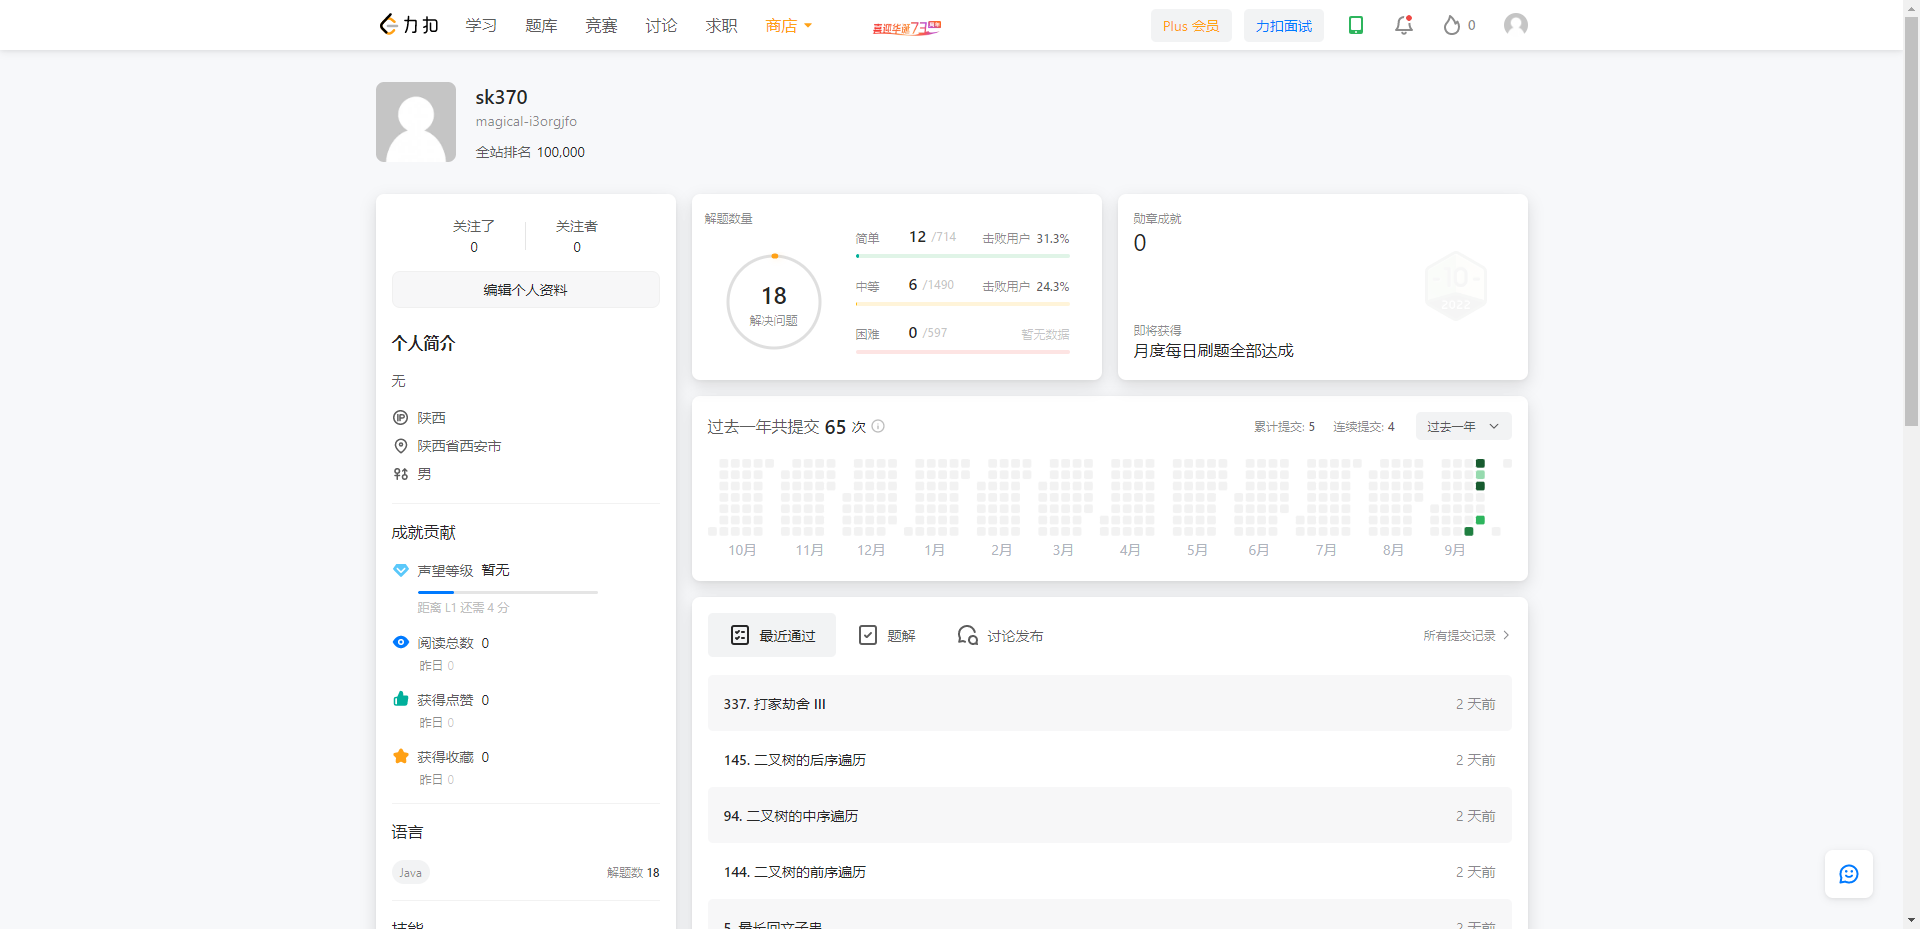 力扣 学习 题库 竞赛 讨论 求职 商店 喜迎华诞73周年 Plus 会员 力扣面试 0
sk370
magical-i3orgjfo
全站排名 100,000
关注了 关注者
0 0
编辑个人资料
个人简介
无
陕西
陕西省西安市
男
成就贡献
声望等级 暂无
距离 L1 还需 4 分
阅读总数 0
昨日 0
获得点赞 0
昨日 0
获得收藏 0
昨日 0
语言
Java 解题数 18
技能
解题数量
18
解决问题
简单 12 /714 击败用户 31.3%
中等 6 /1490 击败用户 24.3%
困难 0 /597 暂无数据
勋章成就
0
10
2022
即将获得
月度每日刷题全部达成
过去一年共提交 65 次 累计提交: 5 连续提交: 4 过去一年
10月 11月 12月 1月 2月 3月 4月 5月 6月 7月 8月 9月
最近通过 题解 讨论发布 所有提交记录
337. 打家劫舍 III 2 天前
145. 二叉树的后序遍历 2 天前
94. 二叉树的中序遍历 2 天前
144. 二叉树的前序遍历 2 天前
5. 最长回文子串 2 天前